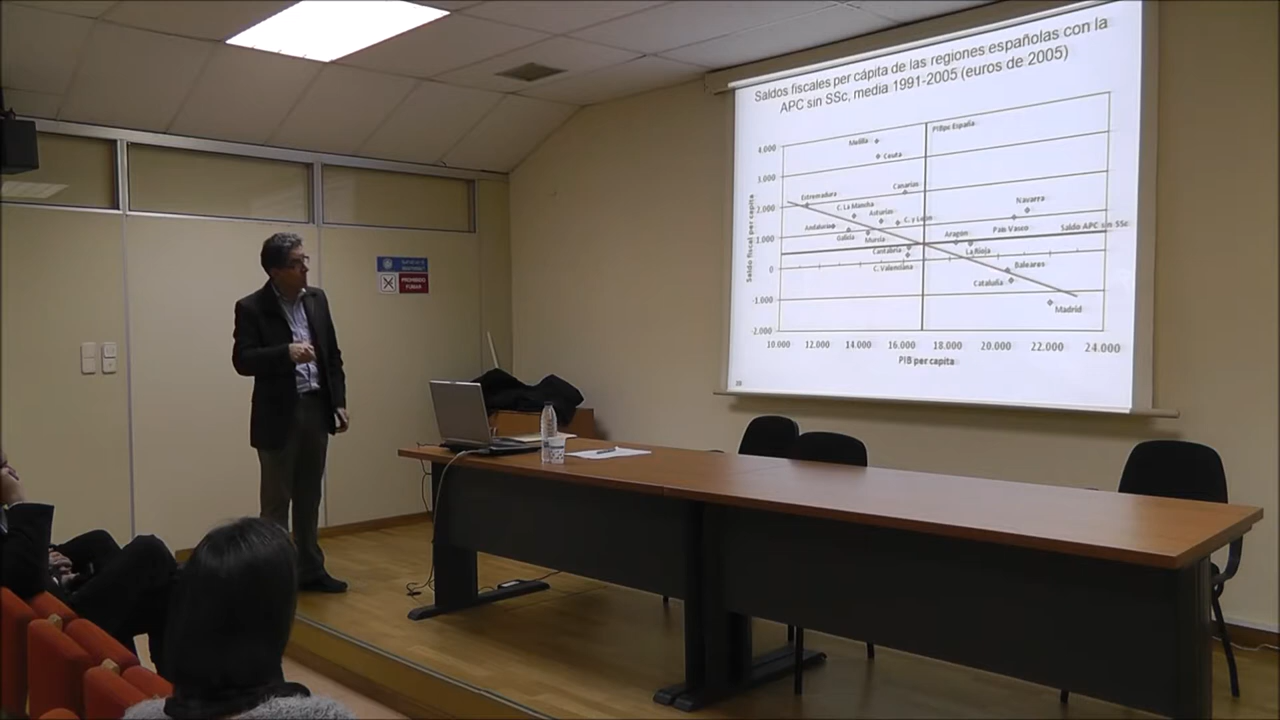 Saldos fiscales per cápita de las regiones españolas con la
APC sin SSc, media 1991-2005 (euros de 2005)
PIBpc España
Melilla
Ceuta
4.000
3.000
2.000
1.000
0
-1.000
-2.000
Saldo fiscal per capita
Canarias
Extremadura
C. La Mancha
Asturias
C. y León
Andalucía
Galicia
Murcia
Cantabria
C. Valenciana
Navarra
País Vasco
Aragón
La Rioja
Saldo APC sin SSc
Baleares
Cataluña
Madrid
10.000 12.000 14.000 16.000 18.000 20.000 22.000 24.000
PIB per capita
PROHIBIDO
FUMAR